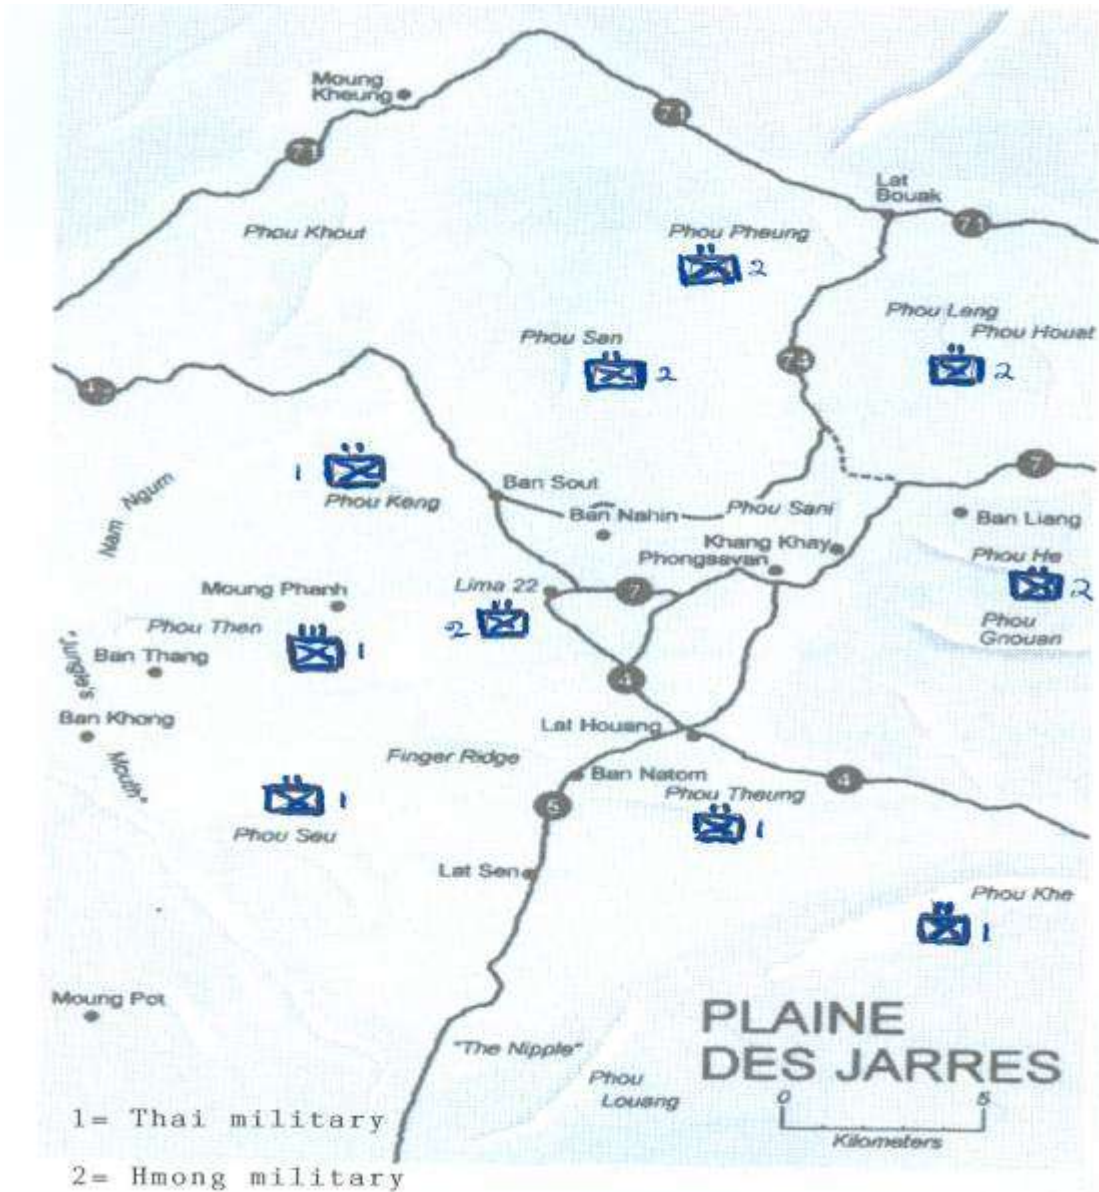 Moung
Kheung
71
71
Lat
Bouak
74
Phou Khout
Phou Pheung
2
Phou Leng
Phou Houat
Phou San
2
2
74
1
Phou Keng
Nam Ngum
Ban Sout
7
Ban Nahin
Phou Sani
Ban Liang
Khang Khay
Phongsavan
Phou He
2
Phou
Gnouan
Moung Phanh
Lima 22
7
2
Phou Then
1
Ban Thang
"Jungle's
Mouth"
4
Ban Khong
Lat Houang
Finger Ridge
Ban Natom
4
Phou Theung
5
1
1
Phou Seu
Lat Sen
Phou Khe
1
Moung Pot
PLAINE
DES JARRES
"The Nipple"
Phou
Louang
0 5
Kilometers
1= Thai military
2= Hmong military